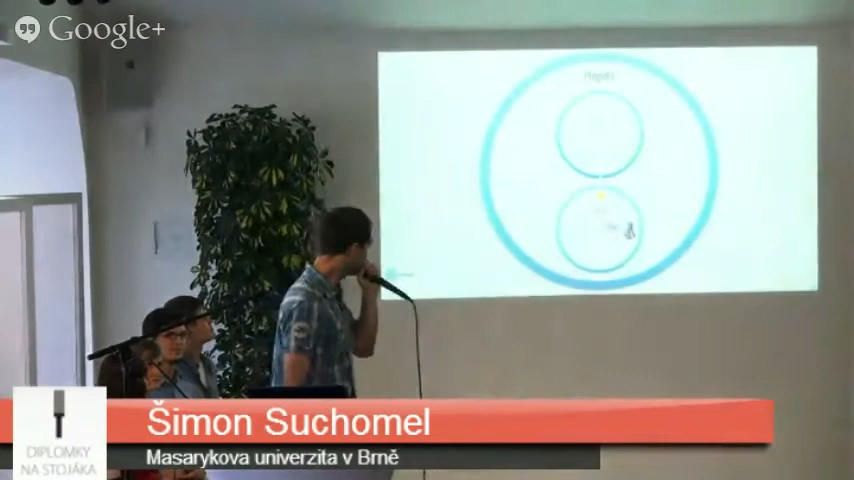 Google+
Šimon Suchomel
Masarykova univerzita v Brně
DIPLOMKY
NA STOJÁKA